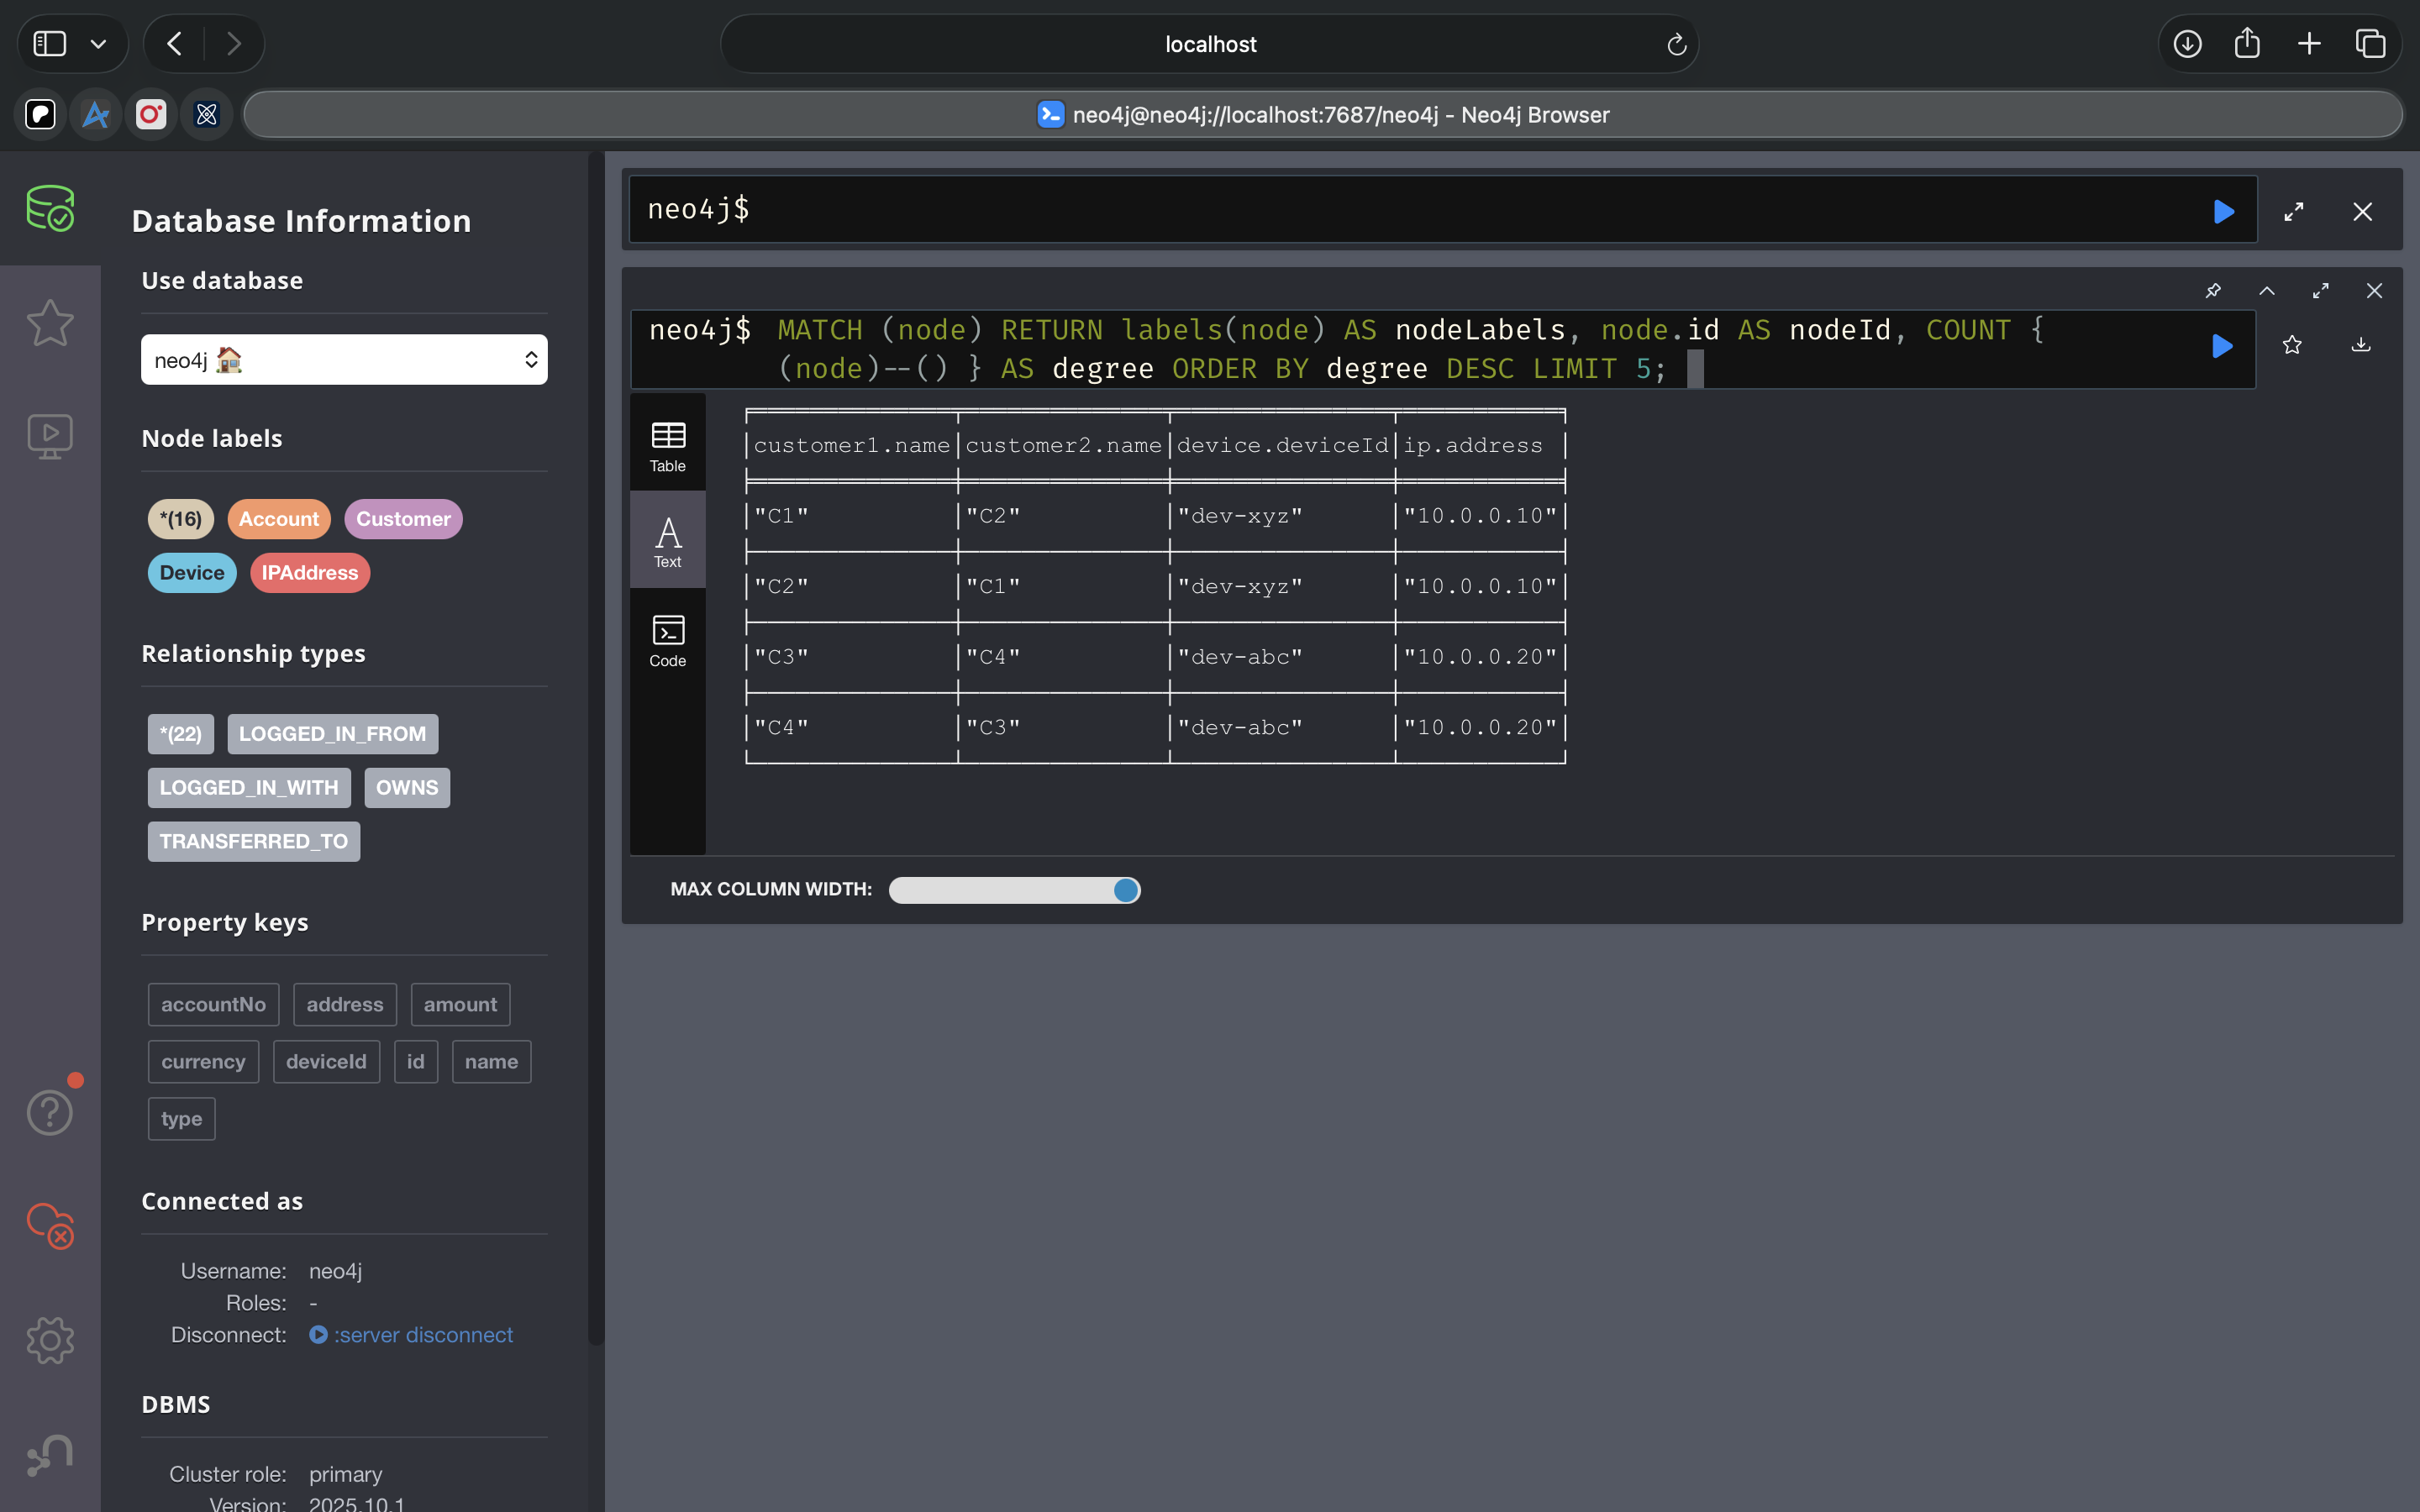 localhost
neo4j@neo4j://localhost:7687/neo4j - Neo4j Browser
Database Information
Use database
neo4j
Node labels
*(16) Account Customer
Device IPAddress
Relationship types
*(22) LOGGED_IN_FROM
LOGGED_IN_WITH OWNS
TRANSFERRED_TO
Property keys
accountNo address amount
currency deviceId id name
type
Connected as
Username: neo4j
Roles: -
Disconnect: :server disconnect
DBMS
Cluster role: primary
Version: 2025.10.1
neo4j$
neo4j$ MATCH (node) RETURN labels(node) AS nodeLabels, node.id AS nodeId, COUNT {
(node)--() } AS degree ORDER BY degree DESC LIMIT 5;
Table
Text
Code
customer1.name customer2.name device.deviceId ip.address
"C1" "C2" "dev-xyz" "10.0.0.10"
"C2" "C1" "dev-xyz" "10.0.0.10"
"C3" "C4" "dev-abc" "10.0.0.20"
"C4" "C3" "dev-abc" "10.0.0.20"
MAX COLUMN WIDTH: